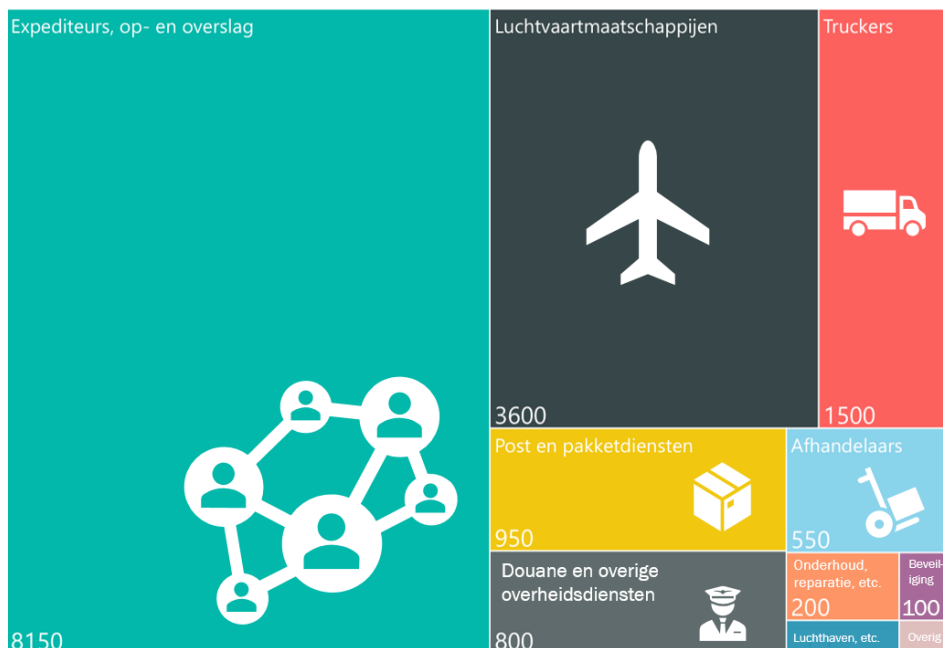 Expediteurs, op- en overslag
8150
Luchtvaartmaatschappijen
3600
Truckers
1500
Post en pakketdiensten
950
Afhandelaars
550
Douane en overige
overheidsdiensten
800
Onderhoud,
reparatie, etc.
200
Beveil-
iging
100
Luchthaven, etc.
Overig